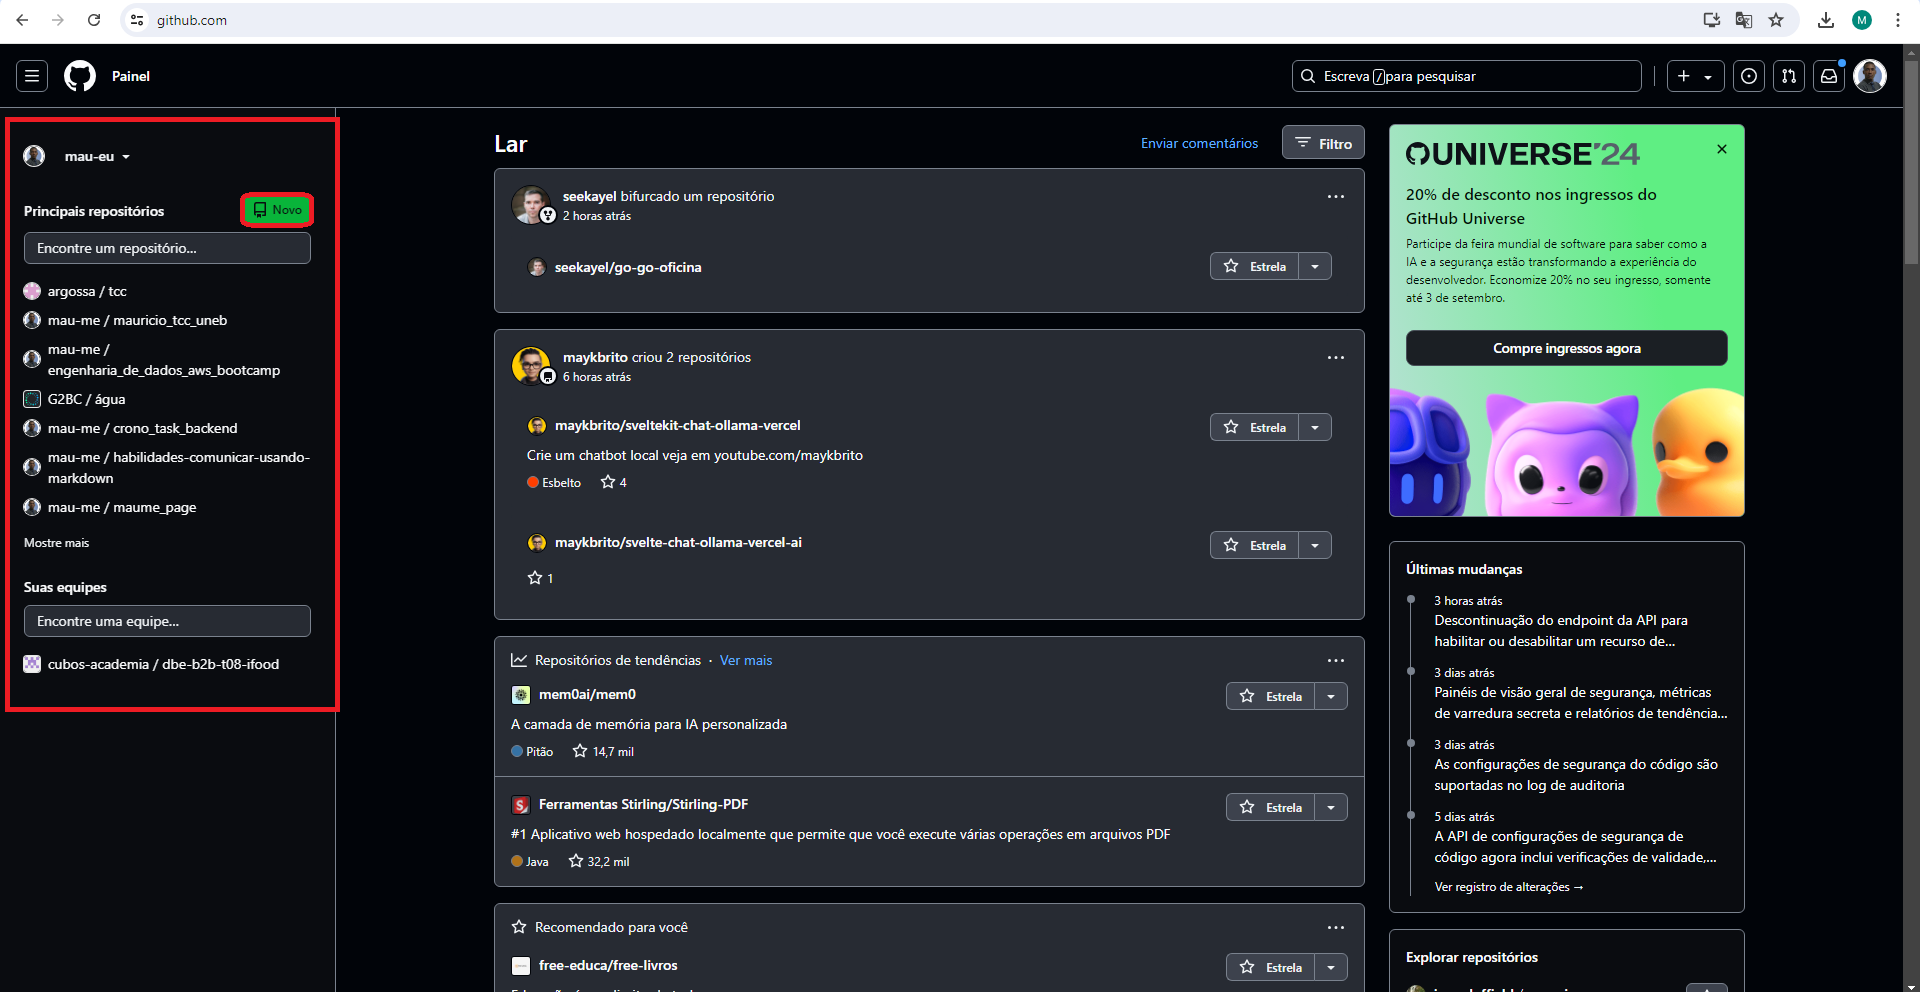 github.com
M
Painel
Escreva / para pesquisar
mau-eu
Principais repositórios
Novo
Encontre um repositório...
argossa / tcc
mau-me / mauricio_tcc_uneb
mau-me /
engenharia_de_dados_aws_bootcamp
G2BC / água
mau-me / crono_task_backend
mau-me / habilidades-comunicar-usando-
markdown
mau-me / maume_page
Mostre mais
Suas equipes
Encontre uma equipe...
cubos-academia / dbe-b2b-t08-ifood
Lar
Enviar comentários
Filtro
seekayel bifurcado um repositório
2 horas atrás
seekayel/go-go-oficina
Estrela
maykbrito criou 2 repositórios
6 horas atrás
maykbrito/sveltekit-chat-ollama-vercel
Estrela
Crie um chatbot local veja em youtube.com/maykbrito
Esbelto
4
maykbrito/svelte-chat-ollama-vercel-ai
Estrela
1
Repositórios de tendências · Ver mais
mem0ai/mem0
Estrela
A camada de memória para IA personalizada
Pitão
14,7 mil
Ferramentas Stirling/Stirling-PDF
Estrela
#1 Aplicativo web hospedado localmente que permite que você execute várias operações em arquivos PDF
Java
32,2 mil
Recomendado para você
free-educa/free-livros
Estrela
UNIVERSE'24
20% de desconto nos ingressos do
GitHub Universe
Participe da feira mundial de software para saber como a
IA e a segurança estão transformando a experiência do
desenvolvedor. Economize 20% no seu ingresso, somente
até 3 de setembro.
Compre ingressos agora
Últimas mudanças
3 horas atrás
Descontinuação do endpoint da API para
habilitar ou desabilitar um recurso de...
3 dias atrás
Painéis de visão geral de segurança, métricas
de varredura secreta e relatórios de tendência...
3 dias atrás
As configurações de segurança do código são
suportadas no log de auditoria
5 dias atrás
A API de configurações de segurança de
código agora inclui verificações de validade,...
Ver registro de alterações →
Explorar repositórios